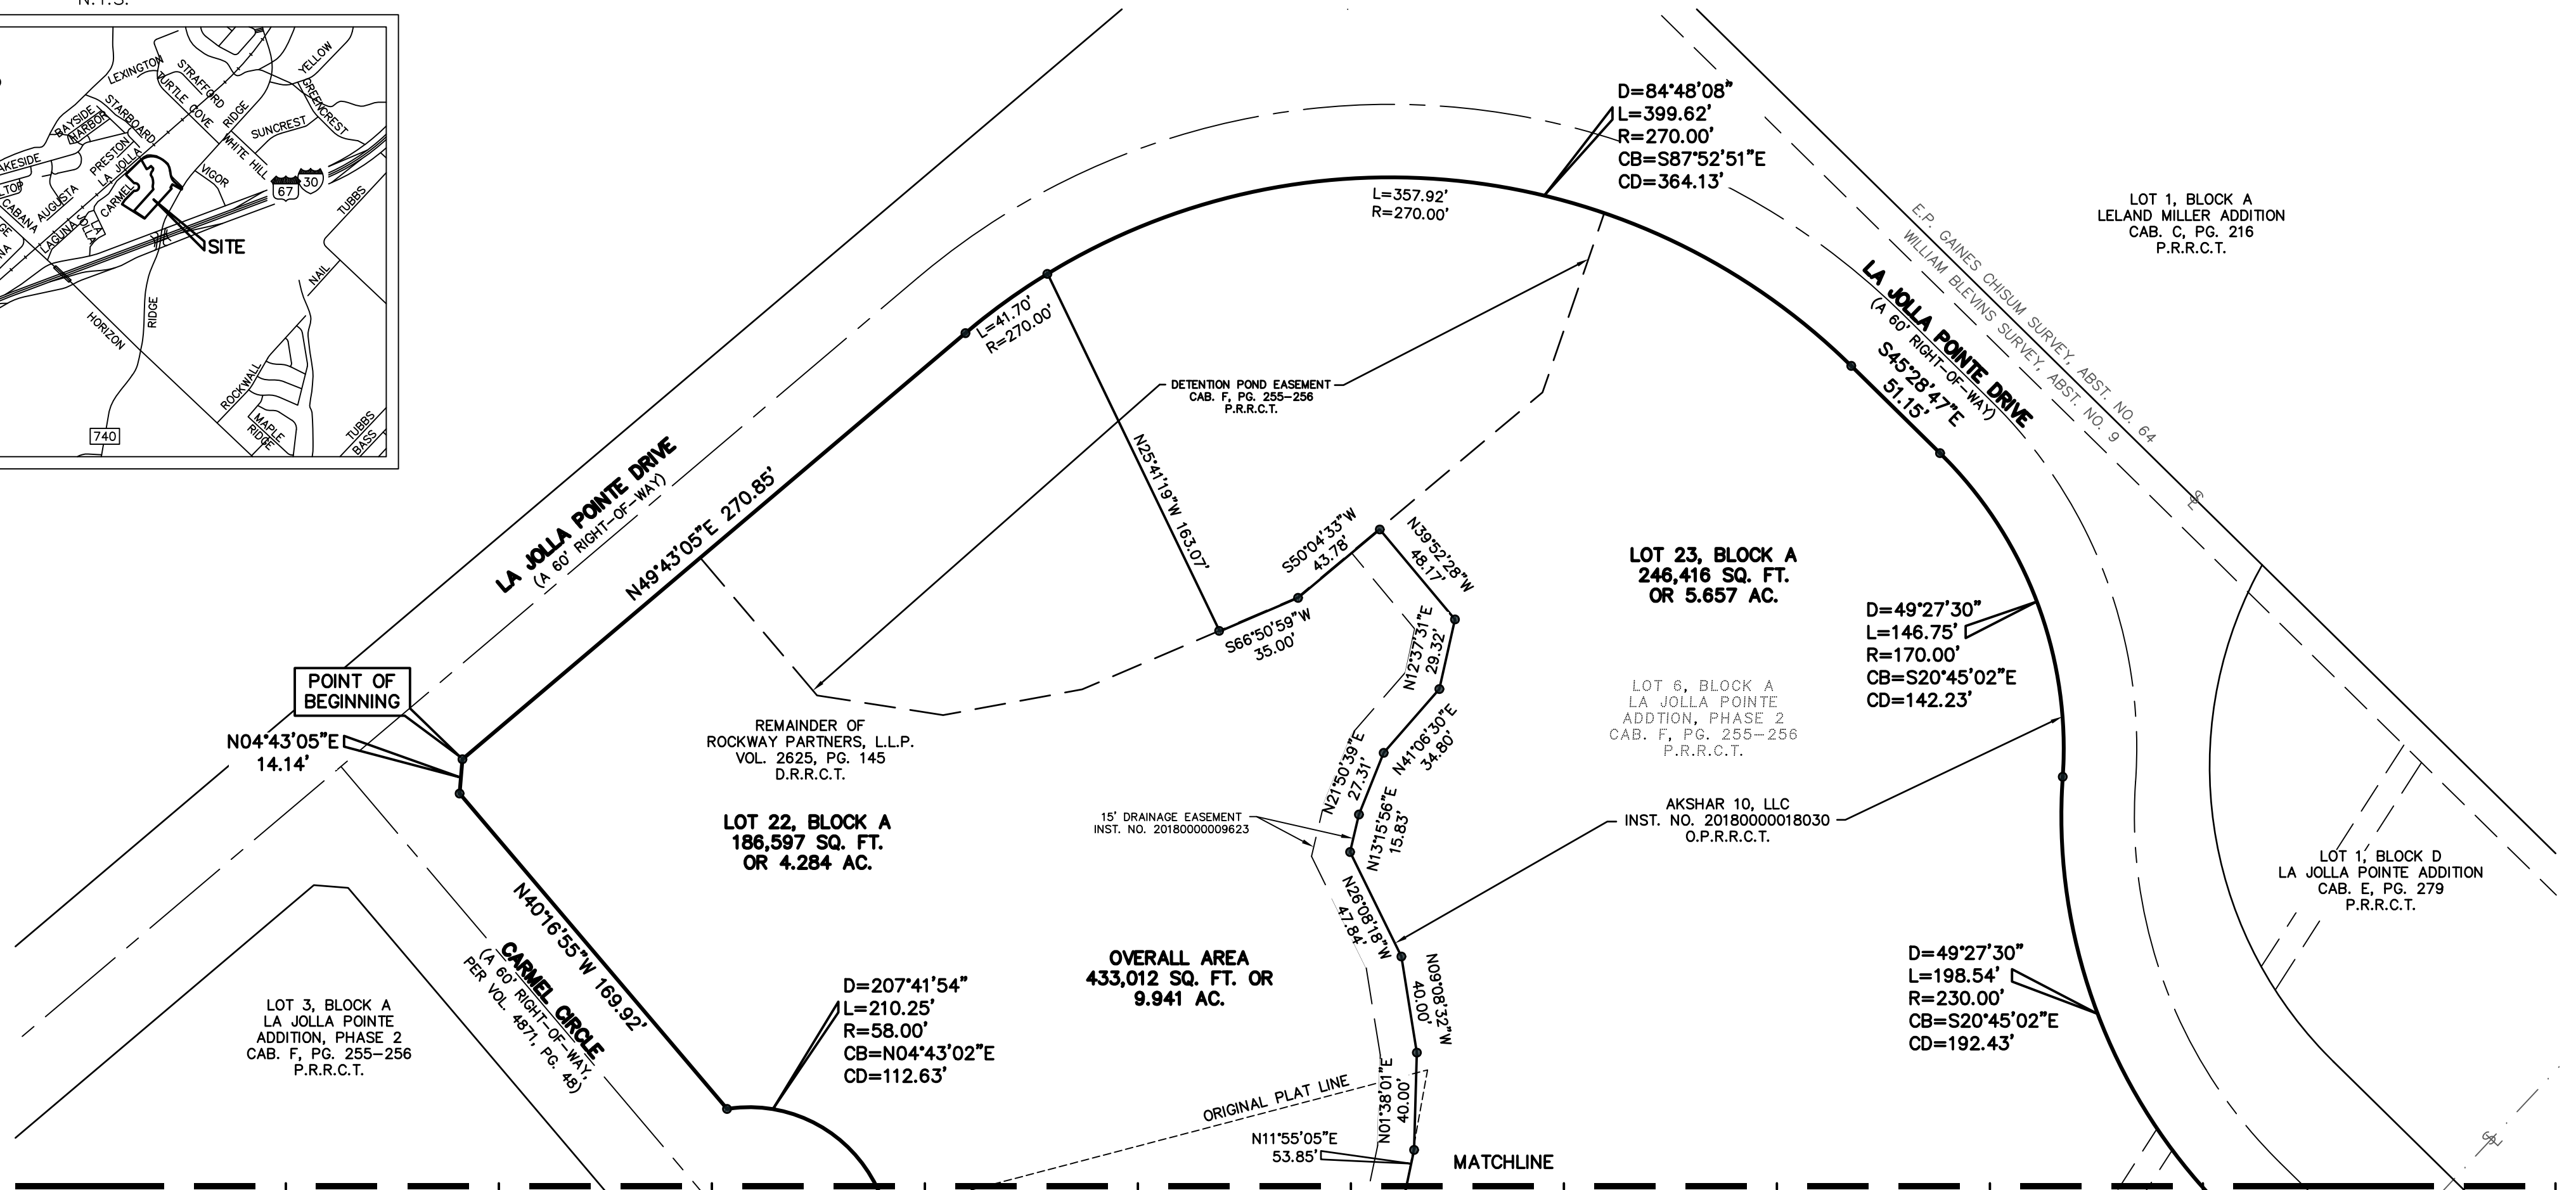 N.T.S.
LEXINGTON
STRAFFORD
TURTLE COVE
YELLOW
GREENCREST
RIDGE
SUNCREST
BAYSIDE
HARBOR
STARBOARD
WHITE HILL
AKESIDE
PRESTON
LA JOLLA
VIGOR
67
30
LTOP
CABANA
AUGUSTA
CARMEL
LAGUNA
LA
JOLLA
TUBBS
SITE
NAIL
HORIZON
RIDGE
ROCKWALL
MAPLE
RIDGE
TUBBS
BASS
740
D=84°48'08"
L=399.62'
R=270.00'
CB=S87°52'51"E
CD=364.13'
L=357.92'
R=270.00'
L=41.70'
R=270.00'
LOT 1, BLOCK A
LELAND MILLER ADDITION
CAB. C, PG. 216
P.R.R.C.T.
E.P. GAINES CHISUM SURVEY, ABST. NO. 64
WILLIAM BLEVINS SURVEY, ABST. NO. 9
LA JOLLA POINTE DRIVE
(A 60' RIGHT-OF-WAY)
S45°28'47"E
51.15'
DETENTION POND EASEMENT
CAB. F, PG. 255-256
P.R.R.C.T.
N25°41'19"W 163.07'
LA JOLLA POINTE DRIVE
(A 60' RIGHT-OF-WAY)
N49°43'05"E 270.85'
S50°04'33"W
43.78'
N39°52'28"W
48.17'
S66°50'59"W
35.00'
N12°37'31"E
29.32'
LOT 23, BLOCK A
246,416 SQ. FT.
OR 5.657 AC.
D=49°27'30"
L=146.75'
R=170.00'
CB=S20°45'02"E
CD=142.23'
POINT OF
BEGINNING
N04°43'05"E
14.14'
REMAINDER OF
ROCKWAY PARTNERS, L.L.P.
VOL. 2625, PG. 145
D.R.R.C.T.
LOT 6, BLOCK A
LA JOLLA POINTE
ADDTION, PHASE 2
CAB. F, PG. 255-256
P.R.R.C.T.
N41°06'30"E
34.80'
N21°50'39"E
27.31'
N13°15'56"E
15.83'
15' DRAINAGE EASEMENT
INST. NO. 20180000009623
LOT 22, BLOCK A
186,597 SQ. FT.
OR 4.284 AC.
AKSHAR 10, LLC
INST. NO. 20180000018030
O.P.R.R.C.T.
LOT 1, BLOCK D
LA JOLLA POINTE ADDITION
CAB. E, PG. 279
P.R.R.C.T.
N40°16'55"W 169.92'
CARMEL CIRCLE
(A 60' RIGHT-OF-WAY,
PER VOL. 4871, PG. 48)
N26°08'18"W
47.84'
N09°08'32"W
40.00'
OVERALL AREA
433,012 SQ. FT. OR
9.941 AC.
D=49°27'30"
L=198.54'
R=230.00'
CB=S20°45'02"E
CD=192.43'
LOT 3, BLOCK A
LA JOLLA POINTE
ADDITION, PHASE 2
CAB. F, PG. 255-256
P.R.R.C.T.
D=207°41'54"
L=210.25'
R=58.00'
CB=N04°43'02"E
CD=112.63'
ORIGINAL PLAT LINE
N01°38'01"E
40.00'
N11°55'05"E
53.85'
MATCHLINE